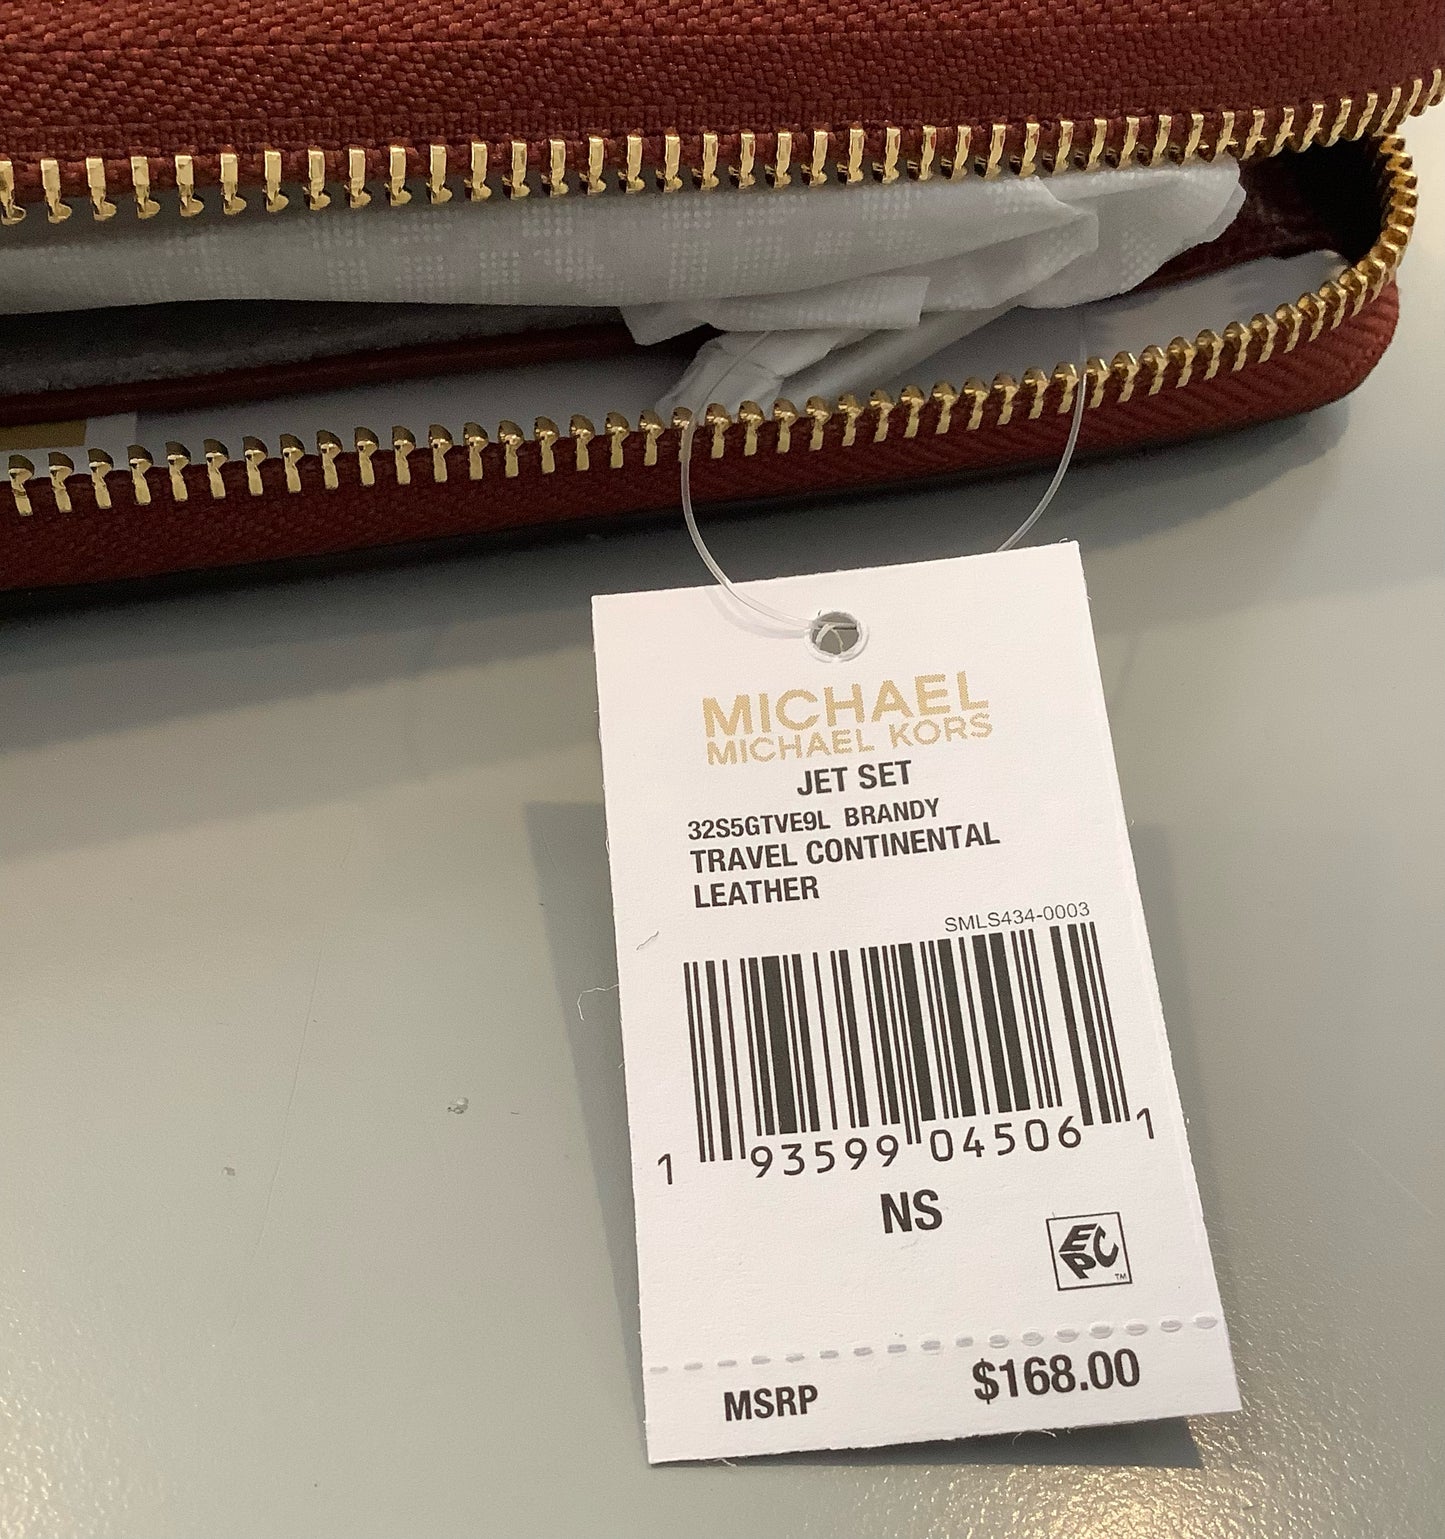 MICHAEL
MICHAEL KORS
JET SET
32S5GTVE9L BRANDY
TRAVEL CONTINENTAL
LEATHER
SMLS434-0003
1 93599 04506 1
NS
EPC TM
MSRP $168.00